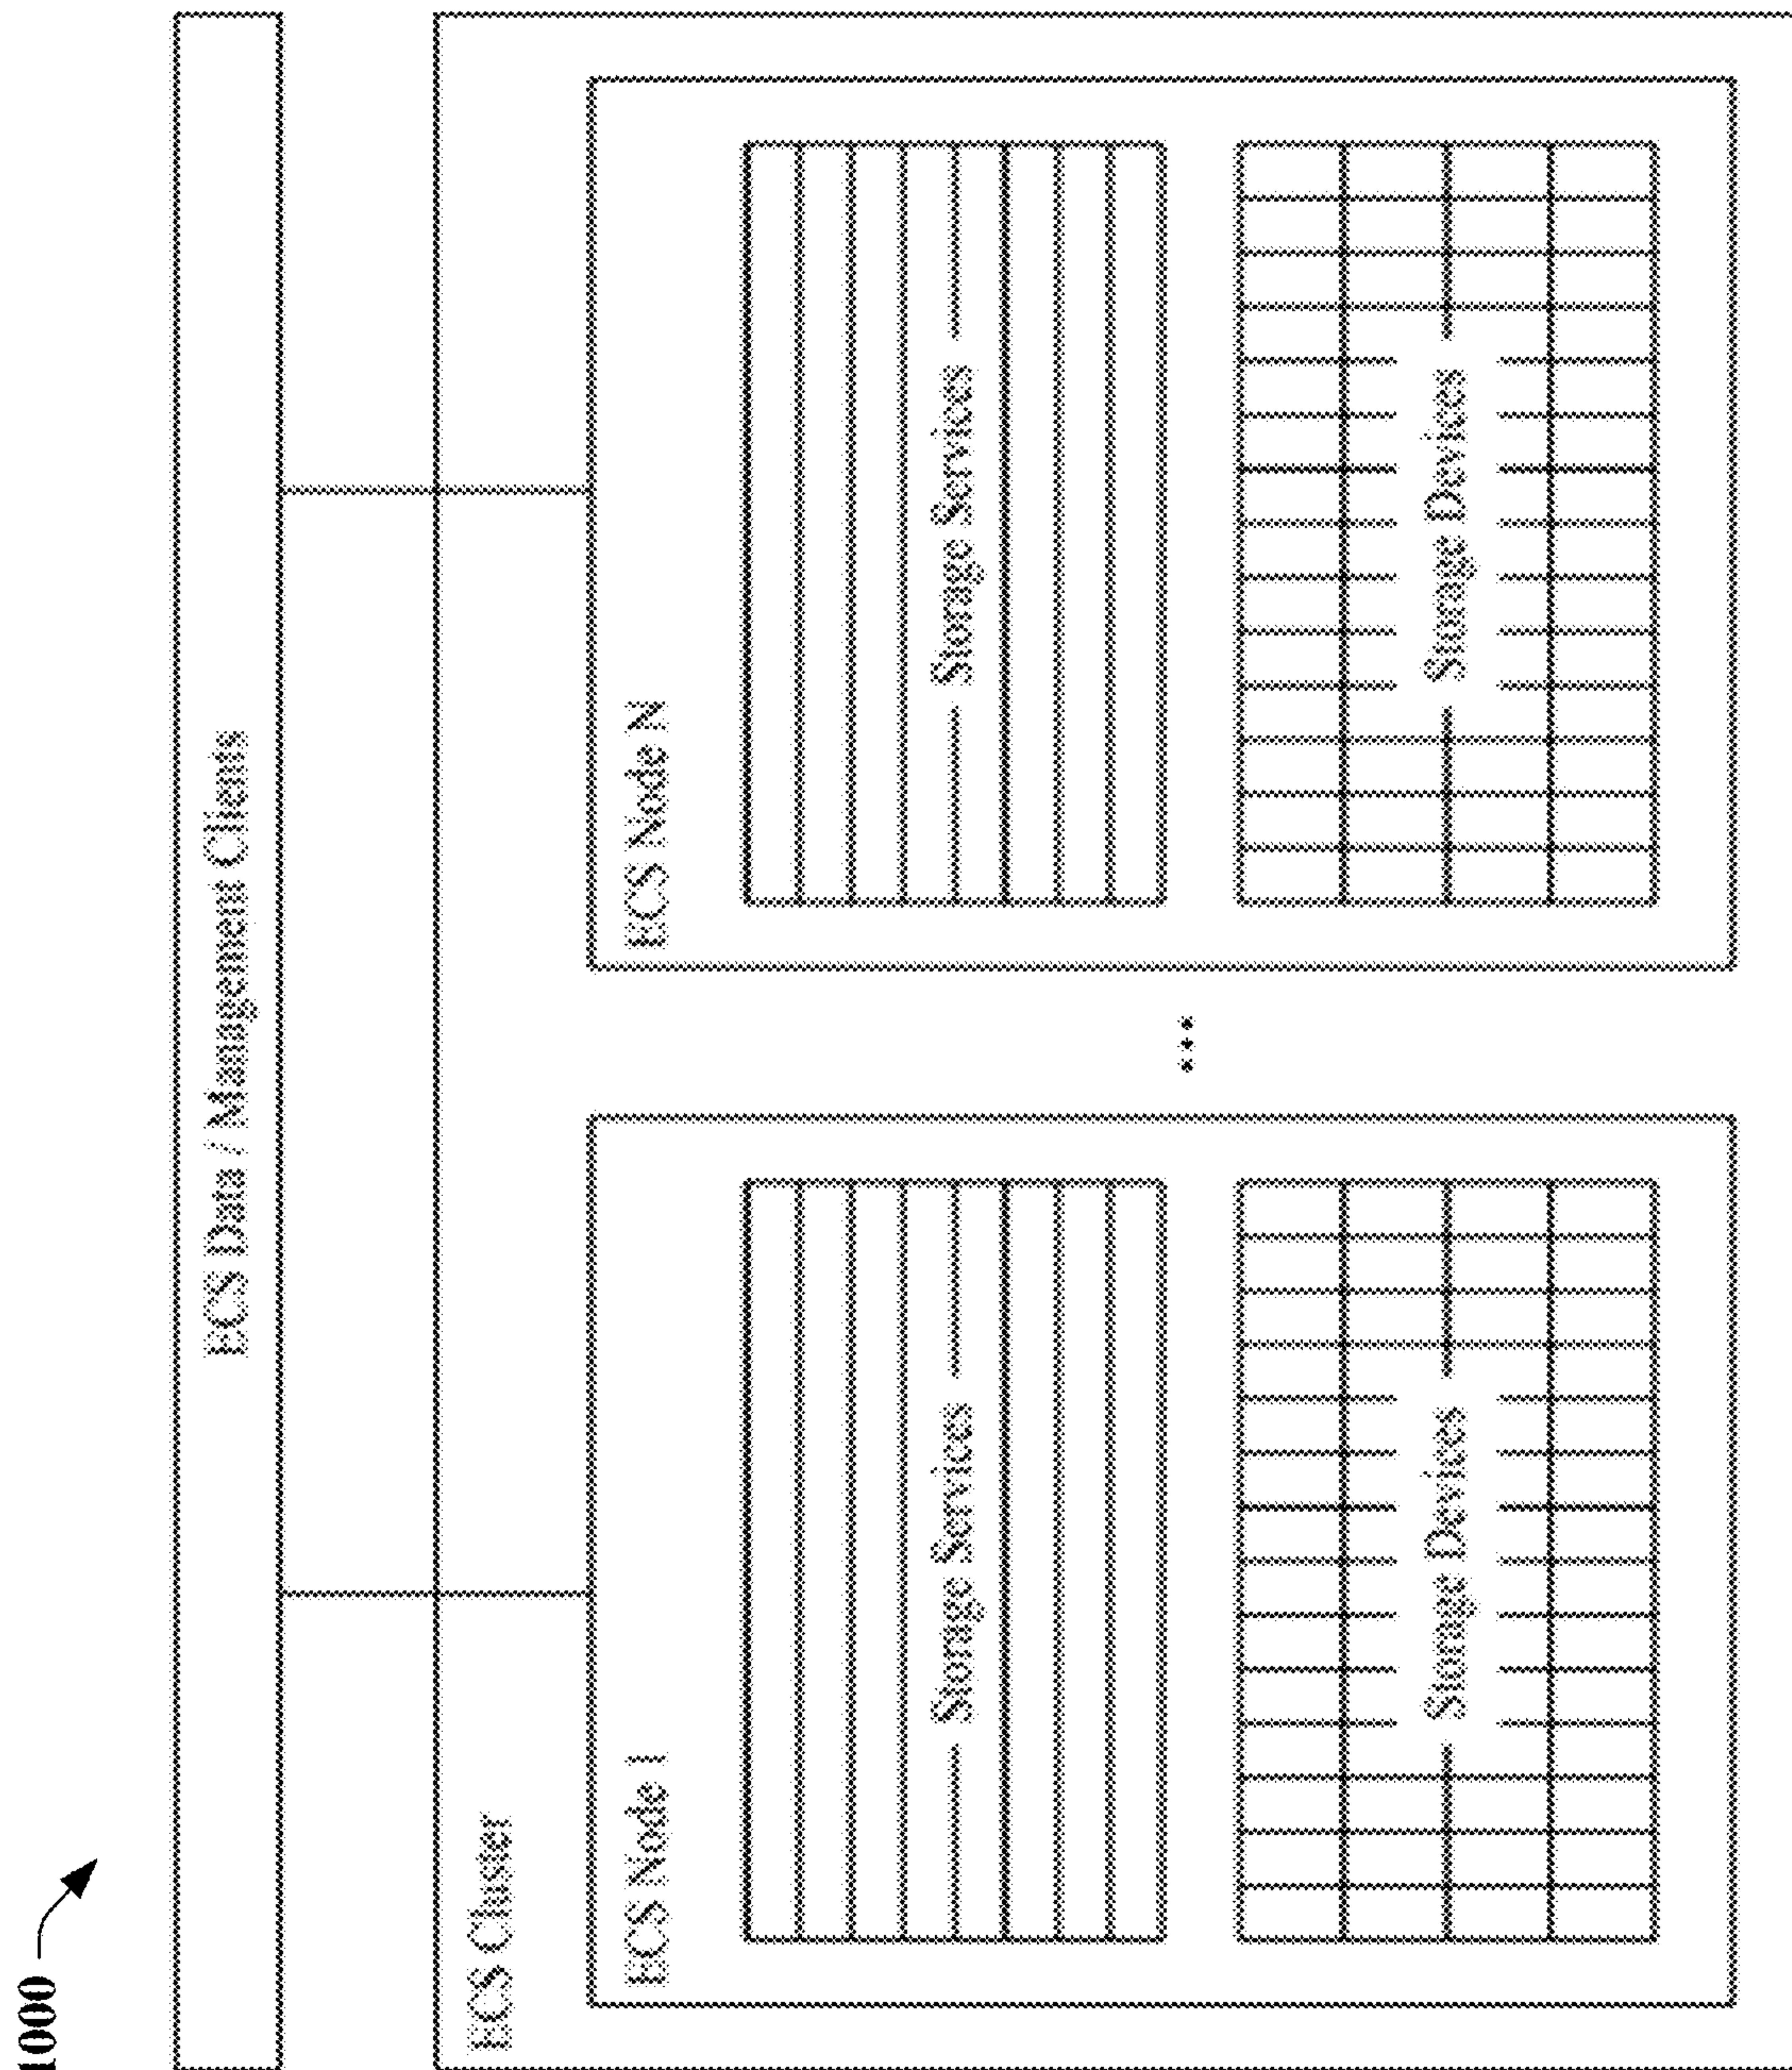 1000
ECS Data / Management Clients
ECS Cluster
ECS Node 1
Storage Services
Storage Devices
...
ECS Node N
Storage Services
Storage Devices